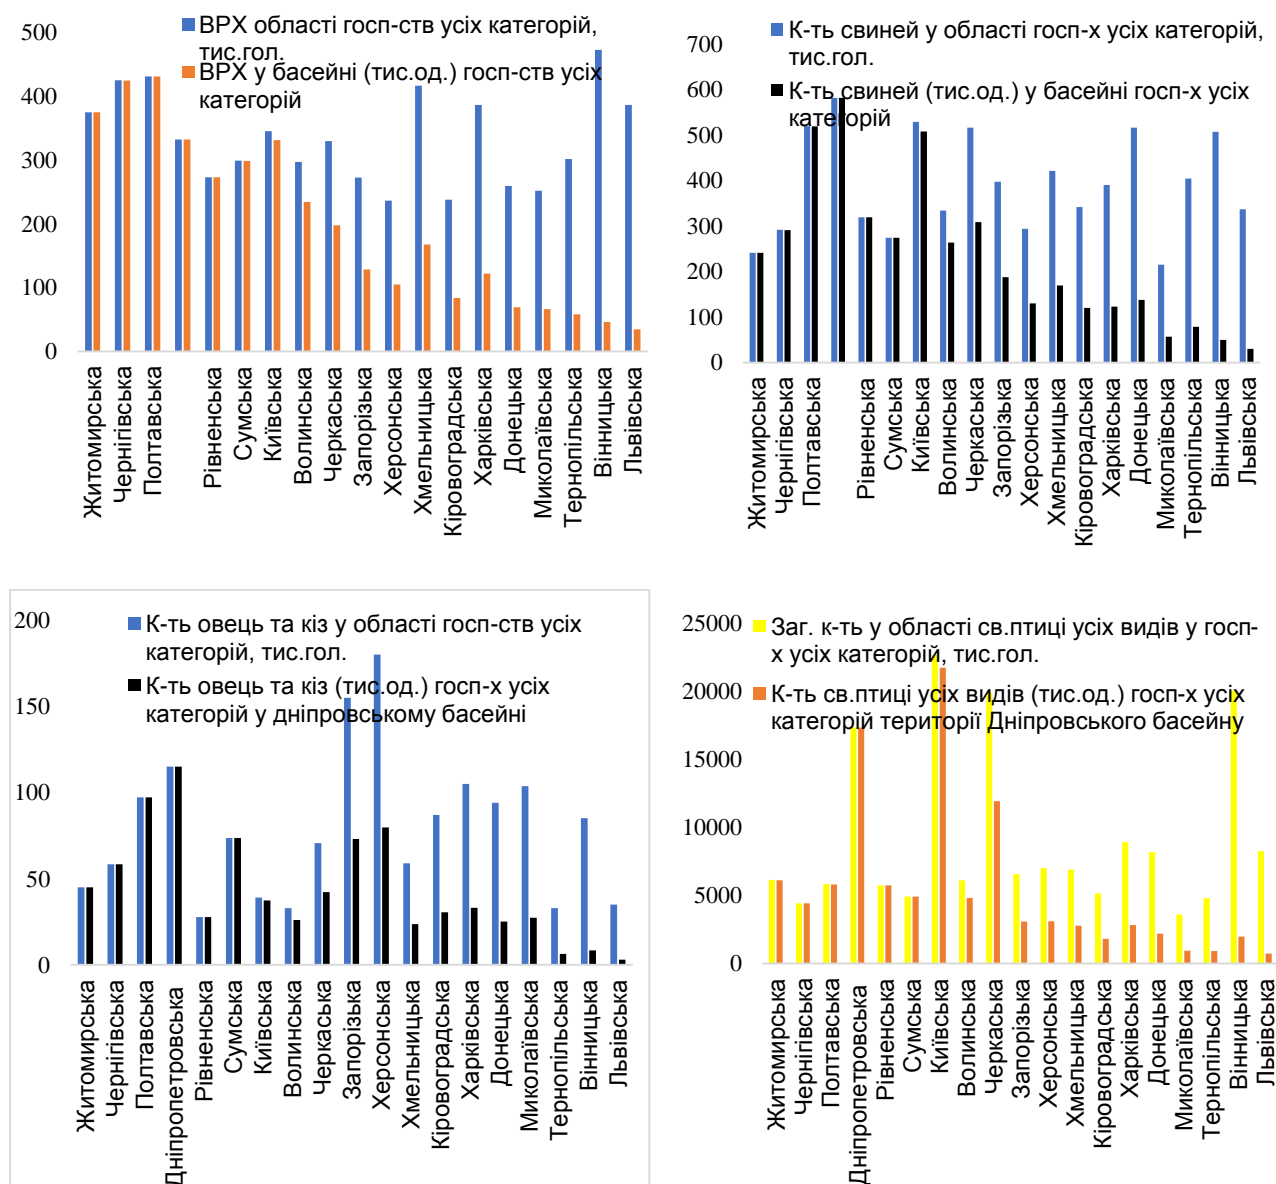 ВРХ області госп-ств усіх категорій,
тис.гол.
ВРХ у басейні (тис.од.) госп-ств усіх
категорій
500
400
300
200
100
0
Житомирська
Чернігівська
Полтавська
Рівненська
Сумська
Київська
Волинська
Черкаська
Запорізька
Херсонська
Хмельницька
Кіровоградська
Харківська
Донецька
Миколаївська
Тернопільська
Вінницька
Львівська
К-ть свиней у області госп-х усіх категорій,
тис.гол.
К-ть свиней (тис.од.) у басейні госп-х усіх
категорій
700
600
500
400
300
200
100
0
Житомирська
Чернігівська
Полтавська
Рівненська
Сумська
Київська
Волинська
Черкаська
Запорізька
Херсонська
Хмельницька
Кіровоградська
Харківська
Донецька
Миколаївська
Тернопільська
Вінницька
Львівська
К-ть овець та кіз у області госп-ств усіх
категорій, тис.гол.
К-ть овець та кіз (тис.од.) госп-х усіх
категорій у дніпровському басейні
200
150
100
50
0
Житомирська
Чернігівська
Полтавська
Дніпропетровська
Рівненська
Сумська
Київська
Волинська
Черкаська
Запорізька
Херсонська
Хмельницька
Кіровоградська
Харківська
Донецька
Миколаївська
Тернопільська
Вінницька
Львівська
Заг. к-ть у області св.птиці усіх видів у госп-
х усіх категорій, тис.гол.
К-ть св.птиці усіх видів (тис.од.) госп-х усіх
категорій території Дніпровського басейну
25000
20000
15000
10000
5000
0
Житомирська
Чернігівська
Полтавська
Дніпропетровська
Рівненська
Сумська
Київська
Волинська
Черкаська
Запорізька
Херсонська
Хмельницька
Кіровоградська
Харківська
Донецька
Миколаївська
Тернопільська
Вінницька
Львівська